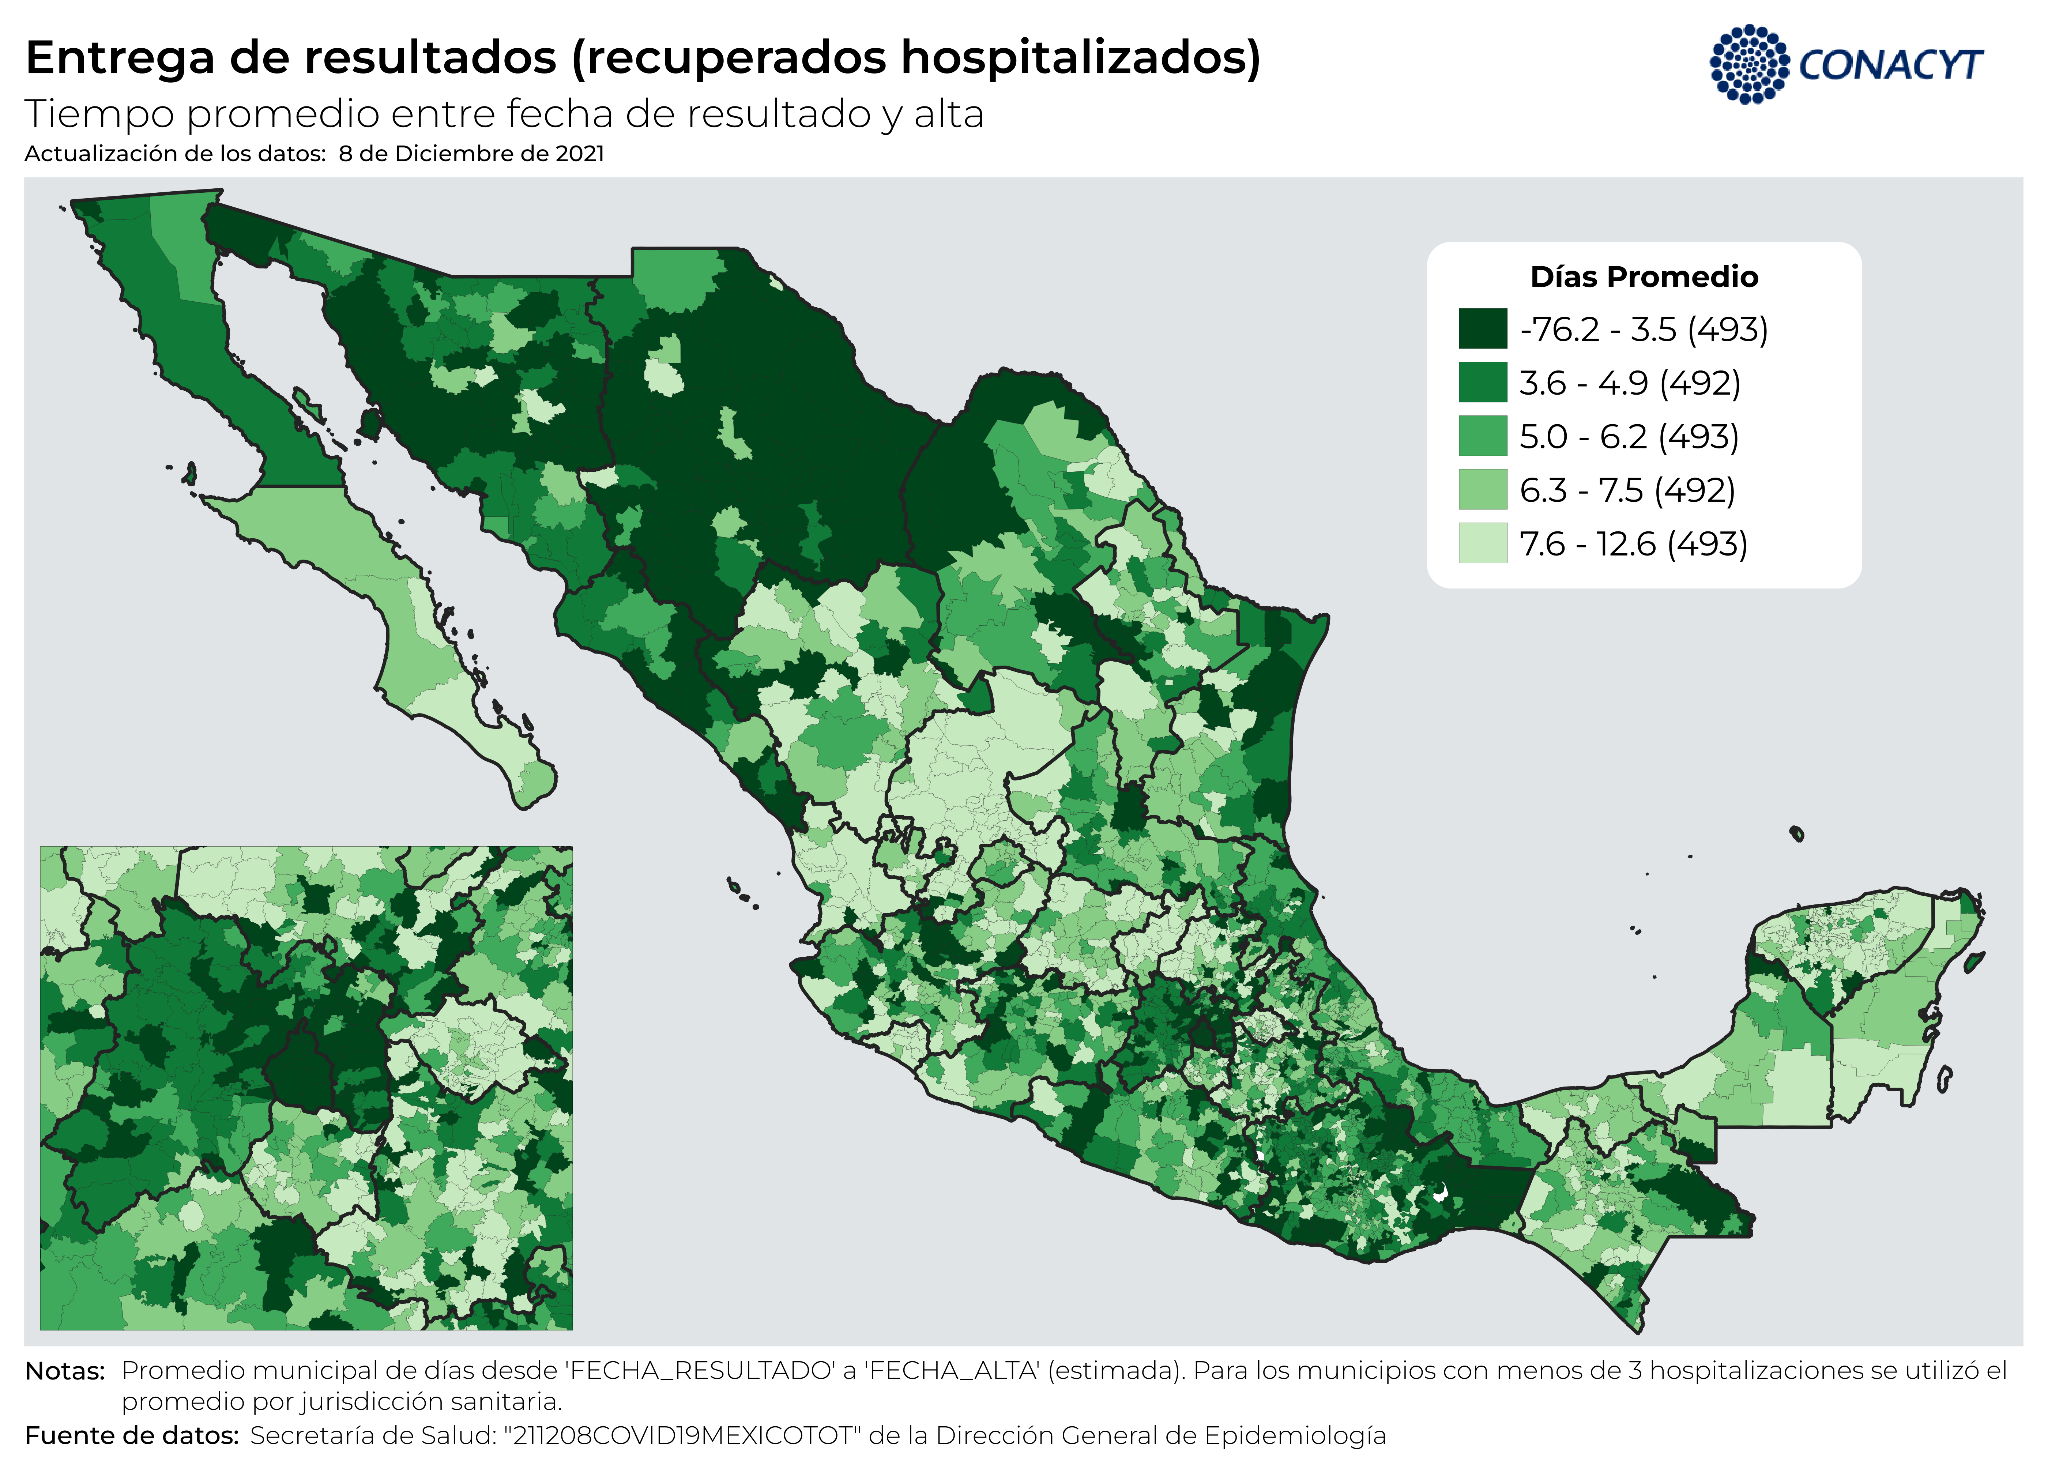 Entrega de resultados (recuperados hospitalizados)
Tiempo promedio entre fecha de resultado y alta
Actualización de los datos: 8 de Diciembre de 2021
CONACYT
Días Promedio
-76.2 - 3.5 (493)
3.6 - 4.9 (492)
5.0 - 6.2 (493)
6.3 - 7.5 (492)
7.6 - 12.6 (493)
Notas: Promedio municipal de días desde 'FECHA_RESULTADO' a 'FECHA_ALTA' (estimada). Para los municipios con menos de 3 hospitalizaciones se utilizó el
promedio por jurisdicción sanitaria.
Fuente de datos: Secretaría de Salud: "211208COVID19MEXICOTOT" de la Dirección General de Epidemiología